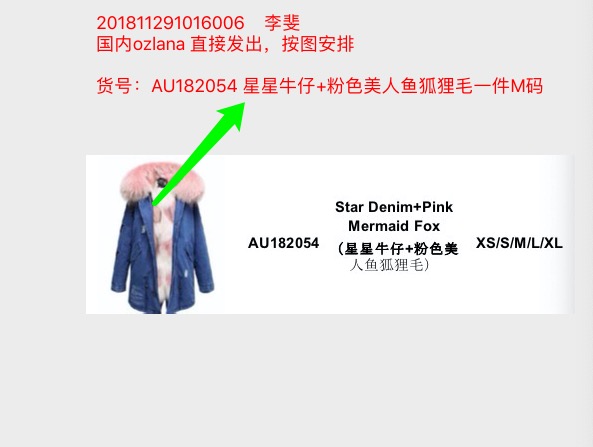 201811291016006 李斐
国内ozlana 直接发出，按图安排
货号：AU182054 星星牛仔+粉色美人鱼狐狸毛一件M码
Star Denim+Pink
Mermaid Fox
AU182054
（星星牛仔+粉色美
人鱼狐狸毛）
XS/S/M/L/XL